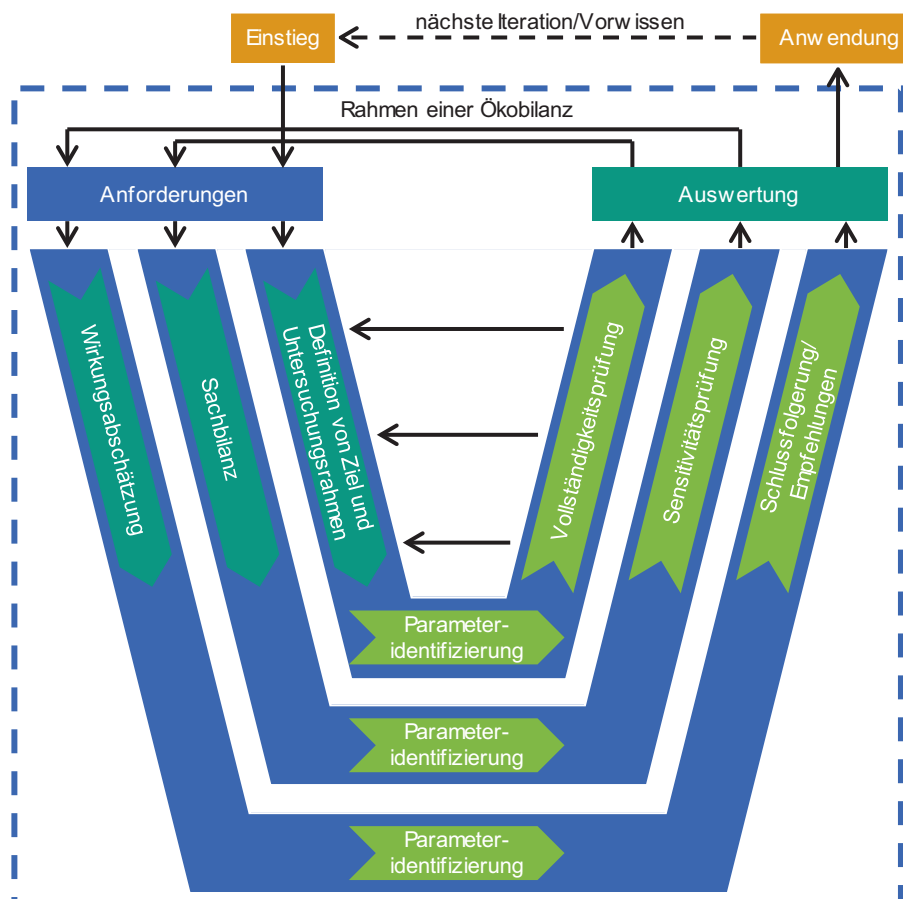 Einstieg
nächste Iteration/Vorwissen
Anwendung
Rahmen einer Ökobilanz
Anforderungen
Auswertung
Wirkungsabschätzung
Sachbilanz
Definition von Ziel und
Untersuchungsrahmen
Vollständigkeitsprüfung
Sensitivitätsprüfung
Schlussfolgerung/
Empfehlungen
Parameter-
identifizierung
Parameter-
identifizierung
Parameter-
identifizierung